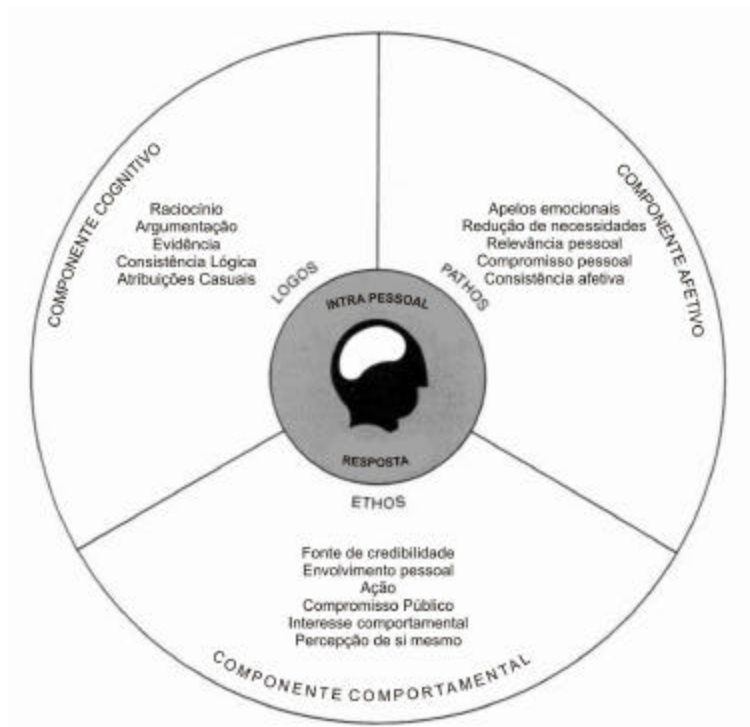 COMPONENTE COGNITIVO
Raciocínio
Argumentação
Evidência
Consistência Lógica
Atribuições Casuais
LOGOS
COMPONENTE AFETIVO
Apelos emocionais
Redução de necessidades
Relevância pessoal
Compromisso pessoal
Consistência afetiva
PATHOS
INTRA PESSOAL
RESPOSTA
ETHOS
Fonte de credibilidade
Envolvimento pessoal
Ação
Compromisso Público
Interesse comportamental
Percepção de si mesmo
COMPONENTE COMPORTAMENTAL